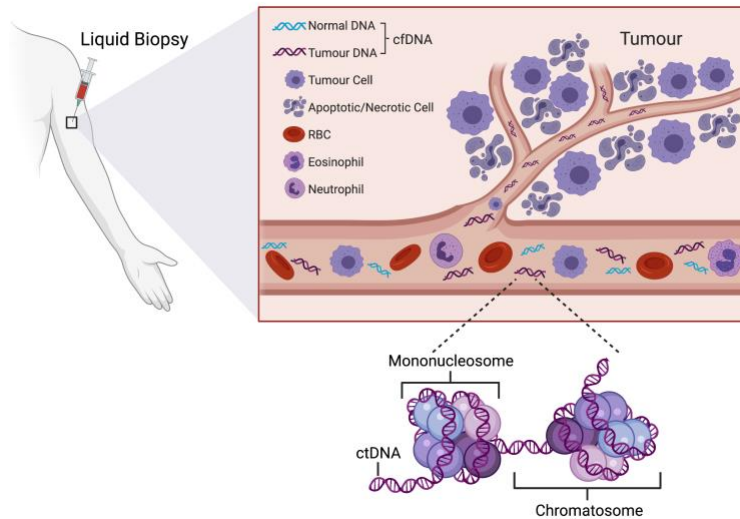 Liquid Biopsy
Normal DNA
Tumour DNA
cfDNA
Tumour Cell
Apoptotic/Necrotic Cell
RBC
Eosinophil
Neutrophil
Tumour
Mononucleosome
ctDNA
Chromatosome